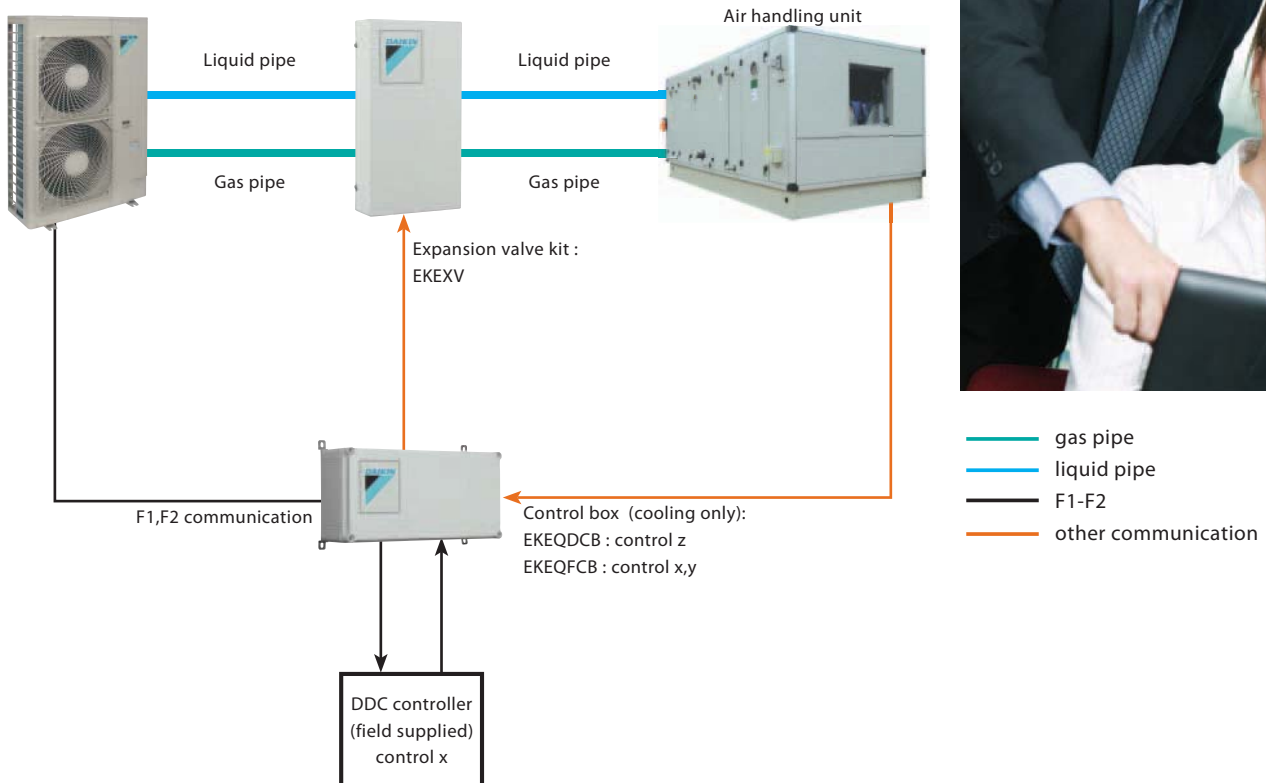 Air handling unit
Liquid pipe
DAIKIN
Liquid pipe
Gas pipe
Gas pipe
Expansion valve kit :
EKEXV
DAIKIN
F1,F2 communication
Control box (cooling only):
EKEQDCB : control z
EKEQFCB : control x,y
DDC controller
(field supplied)
control x
gas pipe
liquid pipe
F1-F2
other communication